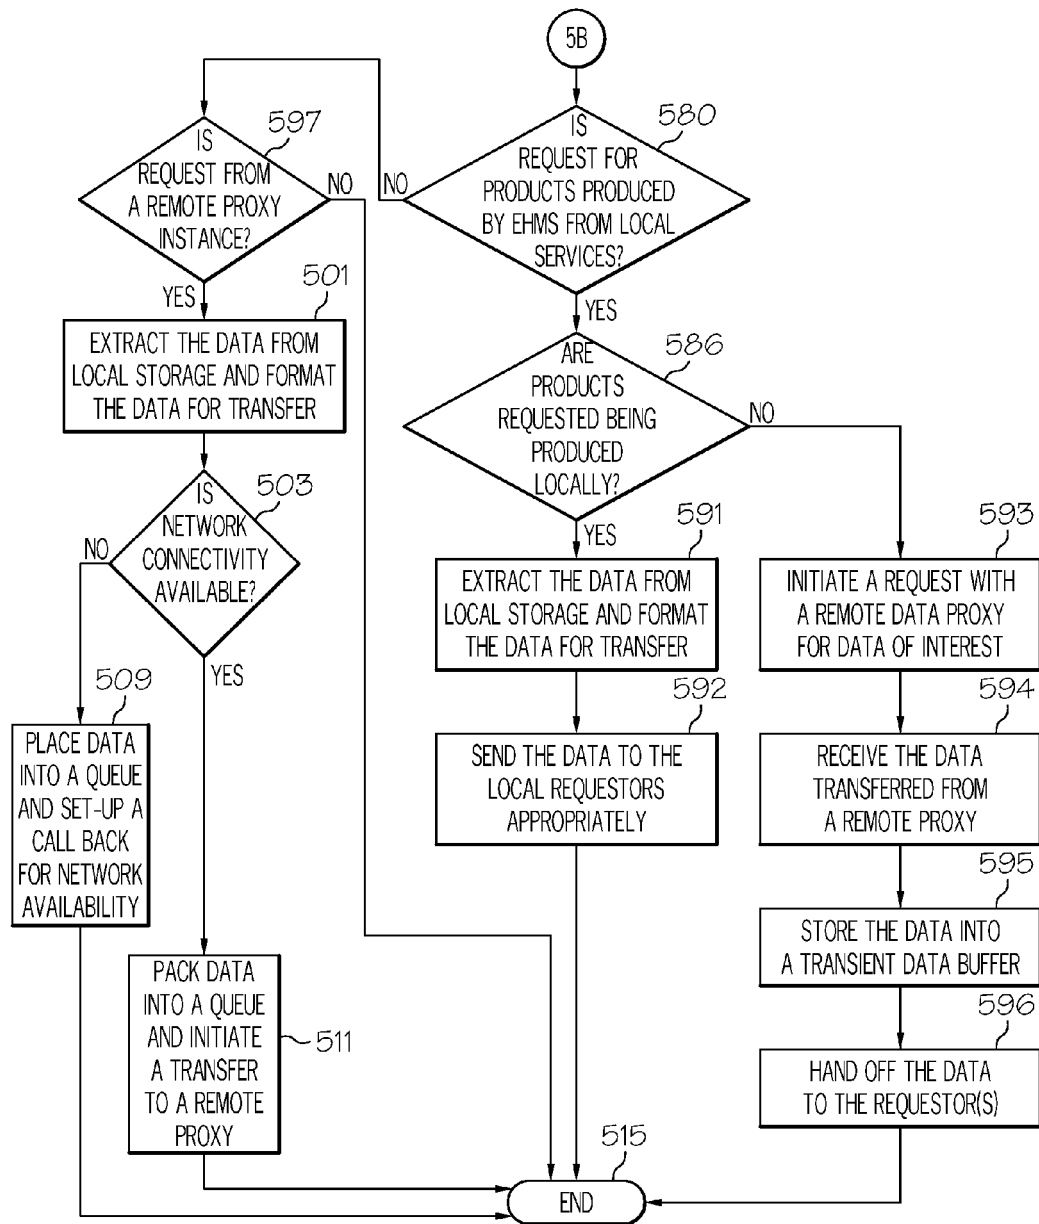 5B
580
IS
REQUEST FOR
PRODUCTS PRODUCED
BY EHMS FROM LOCAL
SERVICES?
NO
YES
597
IS
REQUEST FROM
A REMOTE PROXY
INSTANCE?
NO
YES
501
EXTRACT THE DATA FROM
LOCAL STORAGE AND FORMAT
THE DATA FOR TRANSFER
503
IS
NETWORK
CONNECTIVITY
AVAILABLE?
NO
YES
509
PLACE DATA
INTO A QUEUE
AND SET-UP A
CALL BACK
FOR NETWORK
AVAILABILITY
PACK DATA
INTO A QUEUE
AND INITIATE
A TRANSFER
TO A REMOTE
PROXY
511
586
ARE
PRODUCTS
REQUESTED BEING
PRODUCED
LOCALLY?
NO
YES
591
EXTRACT THE DATA FROM
LOCAL STORAGE AND FORMAT
THE DATA FOR TRANSFER
592
SEND THE DATA TO THE
LOCAL REQUESTORS
APPROPRIATELY
593
INITIATE A REQUEST WITH
A REMOTE DATA PROXY
FOR DATA OF INTEREST
594
RECEIVE THE DATA
TRANSFERRED FROM
A REMOTE PROXY
595
STORE THE DATA INTO
A TRANSIENT DATA BUFFER
596
HAND OFF THE DATA
TO THE REQUESTOR(S)
515
END